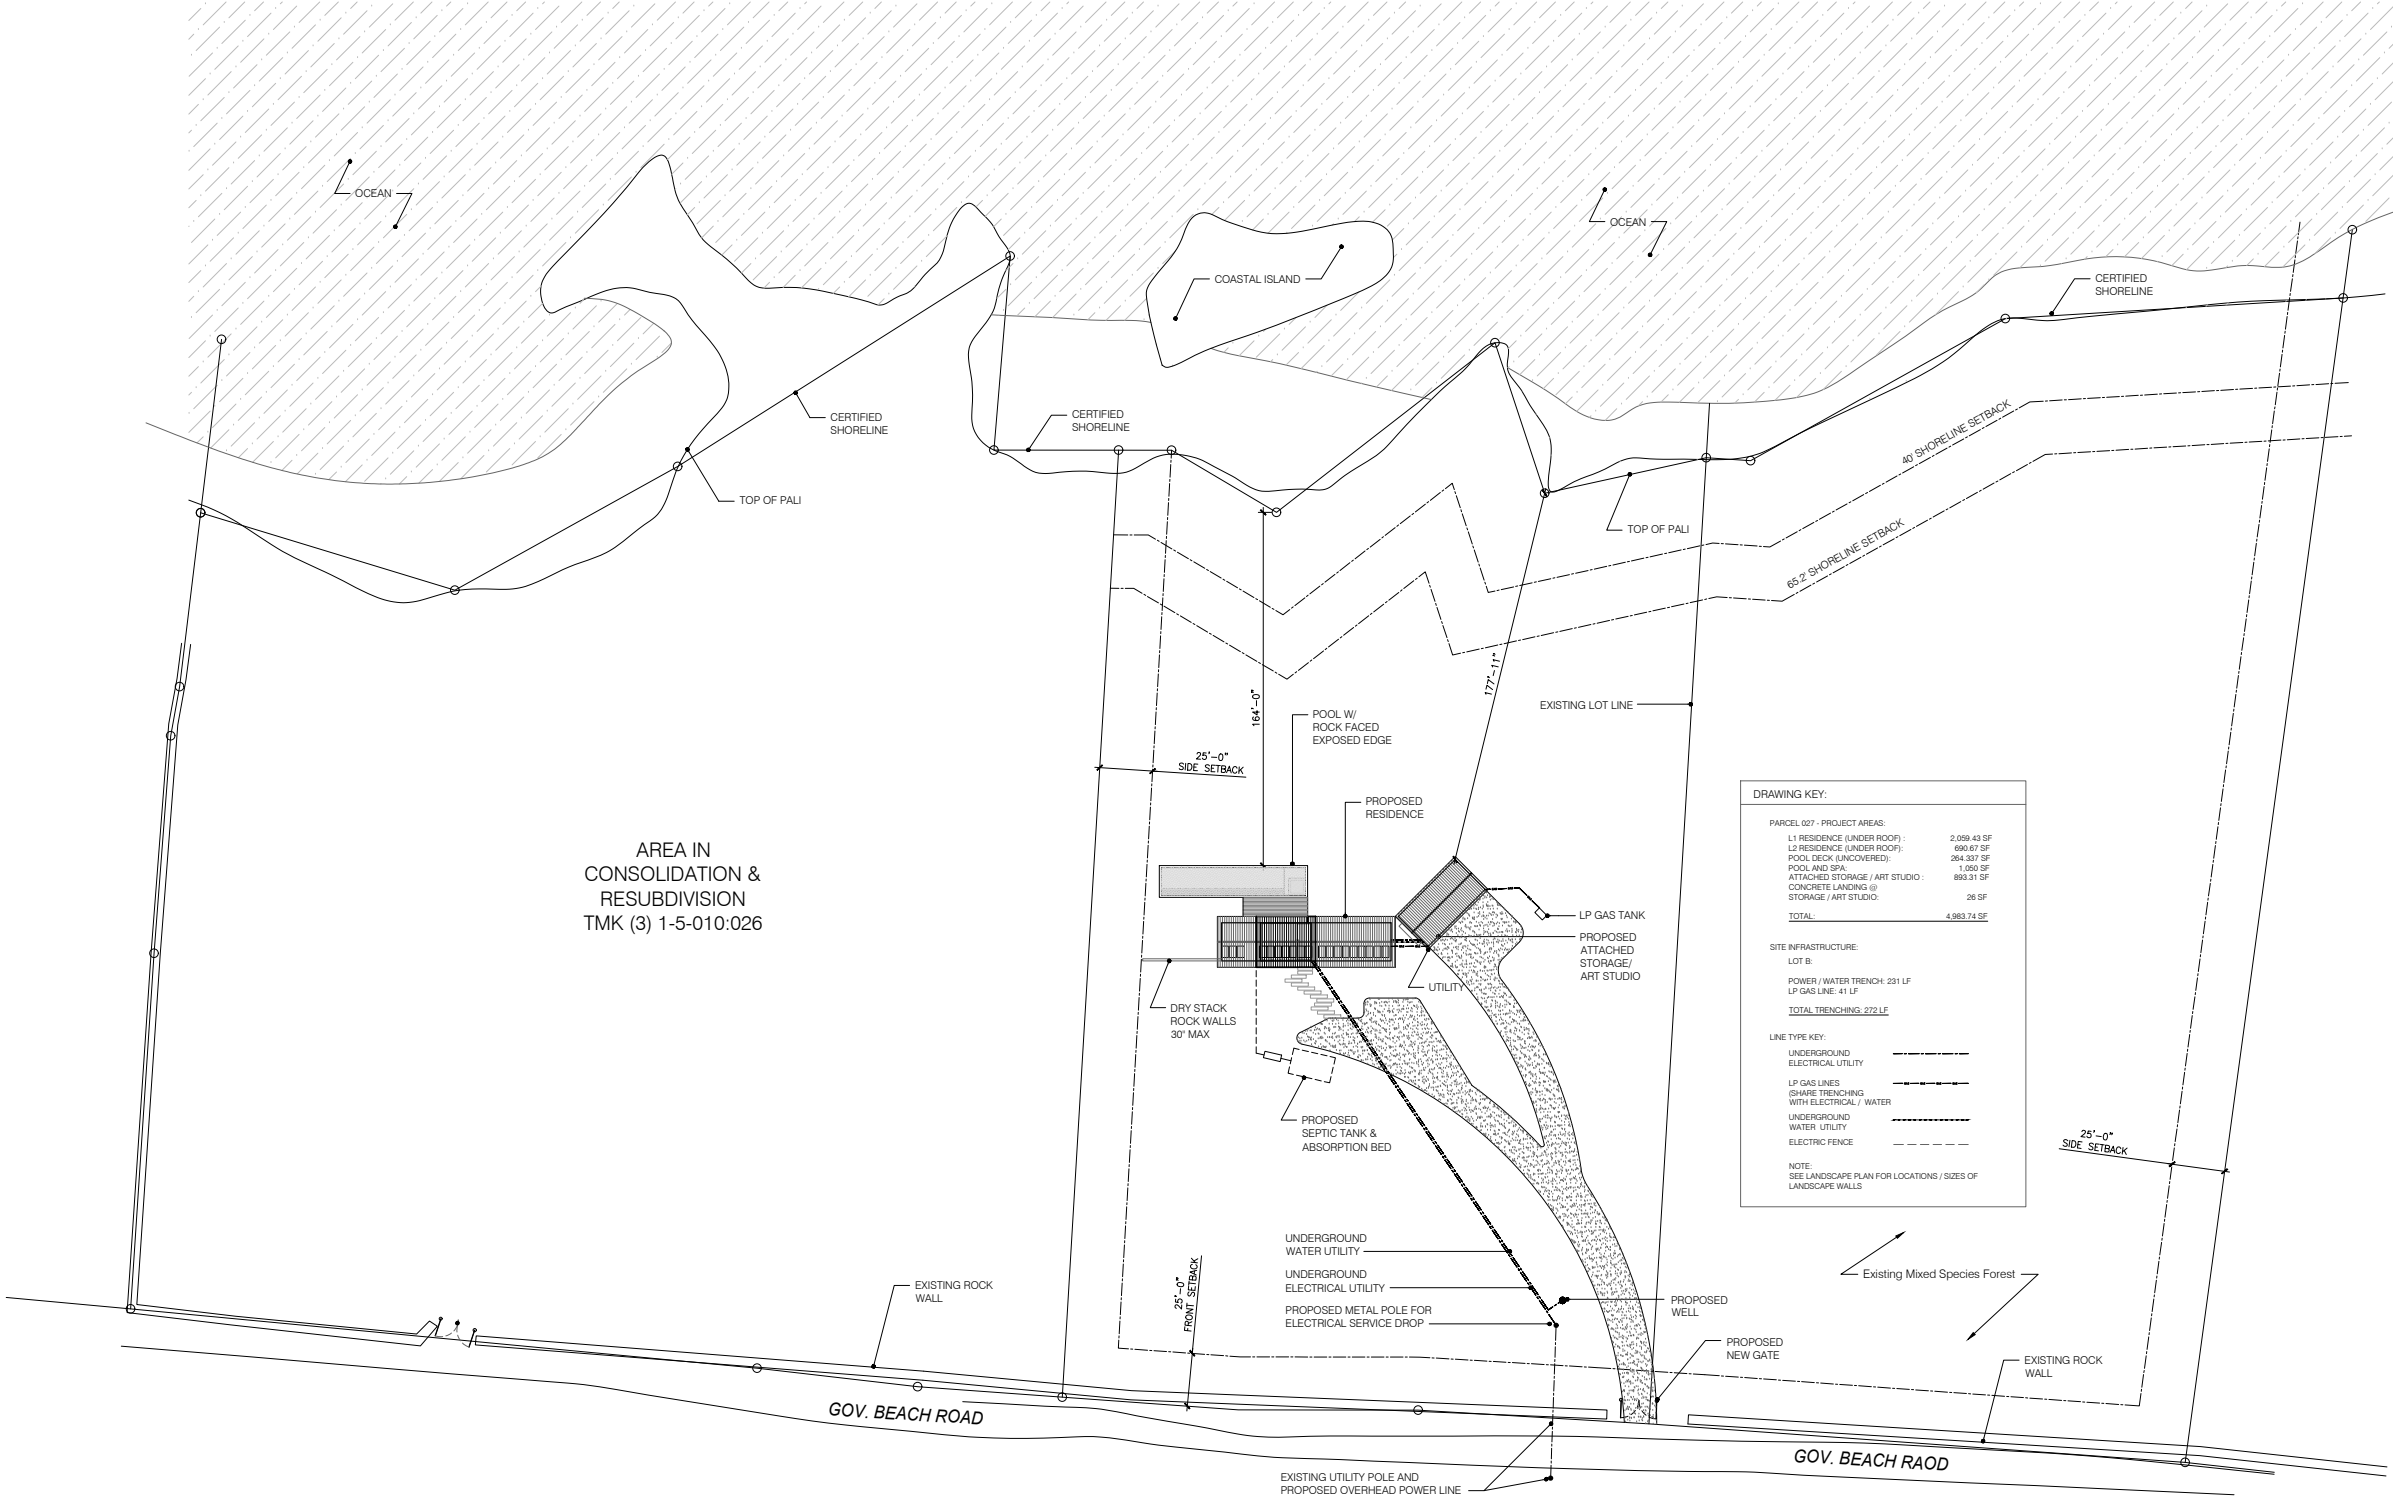 OCEAN
OCEAN
COASTAL ISLAND
CERTIFIED
SHORELINE
CERTIFIED
SHORELINE
CERTIFIED
SHORELINE
TOP OF PALI
TOP OF PALI
40' SHORELINE SETBACK
65.2' SHORELINE SETBACK
164'-0"
177'-11"
EXISTING LOT LINE
POOL W/
ROCK FACED
EXPOSED EDGE
25'-0"
SIDE SETBACK
PROPOSED
RESIDENCE
AREA IN
CONSOLIDATION &
RESUBDIVISION
TMK (3) 1-5-010:026
LP GAS TANK
PROPOSED
ATTACHED
STORAGE/
ART STUDIO
UTILITY
DRY STACK
ROCK WALLS
30" MAX
PROPOSED
SEPTIC TANK &
ABSORPTION BED
DRAWING KEY:
PARCEL 027 - PROJECT AREAS:
L1 RESIDENCE (UNDER ROOF) : 2,059.43 SF
L2 RESIDENCE (UNDER ROOF): 690.67 SF
POOL DECK (UNCOVERED): 264.337 SF
POOL AND SPA: 1,050 SF
ATTACHED STORAGE / ART STUDIO : 893.31 SF
CONCRETE LANDING @
STORAGE / ART STUDIO: 26 SF
TOTAL: 4,983.74 SF
SITE INFRASTRUCTURE:
LOT B:
POWER / WATER TRENCH: 231 LF
LP GAS LINE: 41 LF
TOTAL TRENCHING: 272 LF
LINE TYPE KEY:
UNDERGROUND
ELECTRICAL UTILITY
LP GAS LINES
(SHARE TRENCHING
WITH ELECTRICAL / WATER
UNDERGROUND
WATER UTILITY
ELECTRIC FENCE
NOTE:
SEE LANDSCAPE PLAN FOR LOCATIONS / SIZES OF
LANDSCAPE WALLS
25'-0"
SIDE SETBACK
UNDERGROUND
WATER UTILITY
UNDERGROUND
ELECTRICAL UTILITY
PROPOSED METAL POLE FOR
ELECTRICAL SERVICE DROP
25'-0"
FRONT SETBACK
Existing Mixed Species Forest
EXISTING ROCK
WALL
PROPOSED
WELL
PROPOSED
NEW GATE
EXISTING ROCK
WALL
GOV. BEACH ROAD
GOV. BEACH RAOD
EXISTING UTILITY POLE AND
PROPOSED OVERHEAD POWER LINE